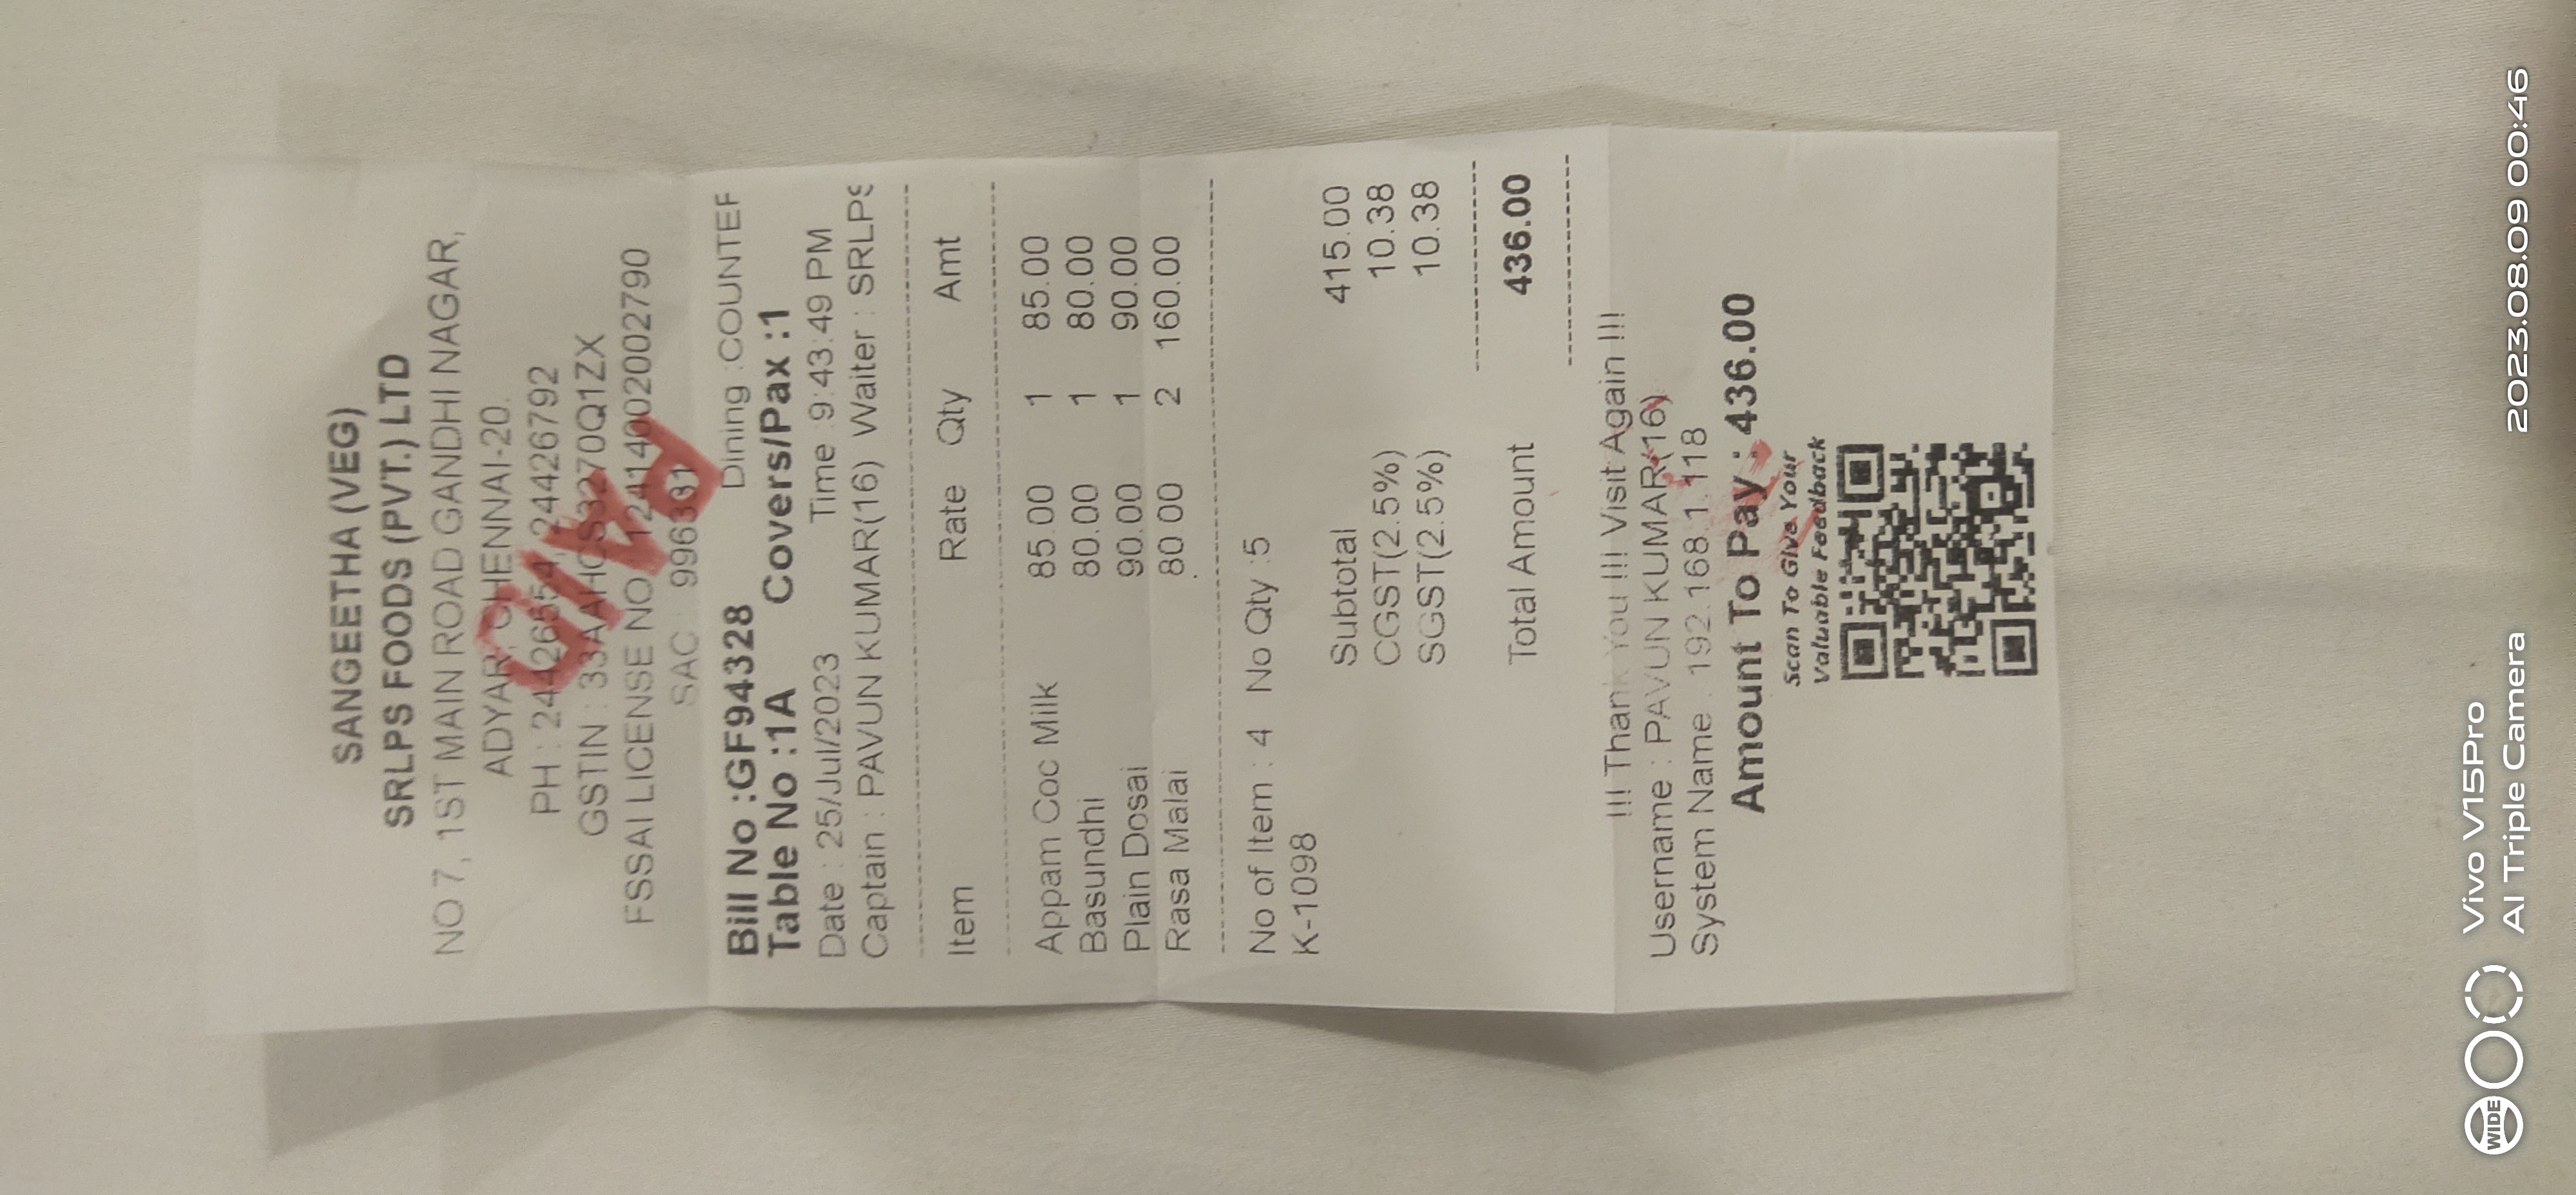 SANGEETHA (VEG)
SRLPS FOODS (PVT.) LTD
NO 7, 1ST MAIN ROAD GANDHI NAGAR,
ADYAR, CHENNAI-20.
PH : 24426554, 24426792
GSTIN : 33AAHCS3270Q1ZX
FSSAI LICENSE NO : 12414002002790
SAC : 996331
PAID
Bill No :GF94328 Dining :COUNTER
Table No :1A Covers/Pax :1
Date : 25/Jul/2023 Time :9:43:49 PM
Captain : PAVUN KUMAR(16) Waiter : SRLPS
Item Rate Qty Amt
Appam Coc Milk 85.00 1 85.00
Basundhi 80.00 1 80.00
Plain Dosai 90.00 1 90.00
Rasa Malai 80.00 2 160.00
No of Item : 4 No Qty :5
K-1098
Subtotal 415.00
CGST(2.5%) 10.38
SGST(2.5%) 10.38
Total Amount 436.00
!!! Thank You !!! Visit Again !!!
Username : PAVUN KUMAR(16)
System Name : 192.168.1.118
Amount To Pay : 436.00
Scan To Give Your
Valuable Feedback
WIDE
Vivo V15Pro
AI Triple Camera
2023.08.09 00:46